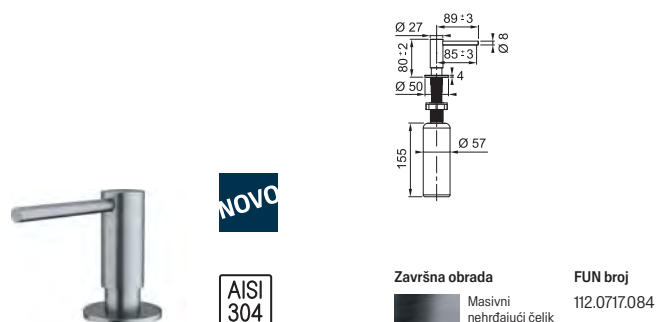 89±3
Ø 27
Ø 8
80±2
85±3
4
Ø 50
Ø 57
155
NOVO
AISI
304
Završna obrada
FUN broj
Masivni
nehrđajući čelik
112.0717.084